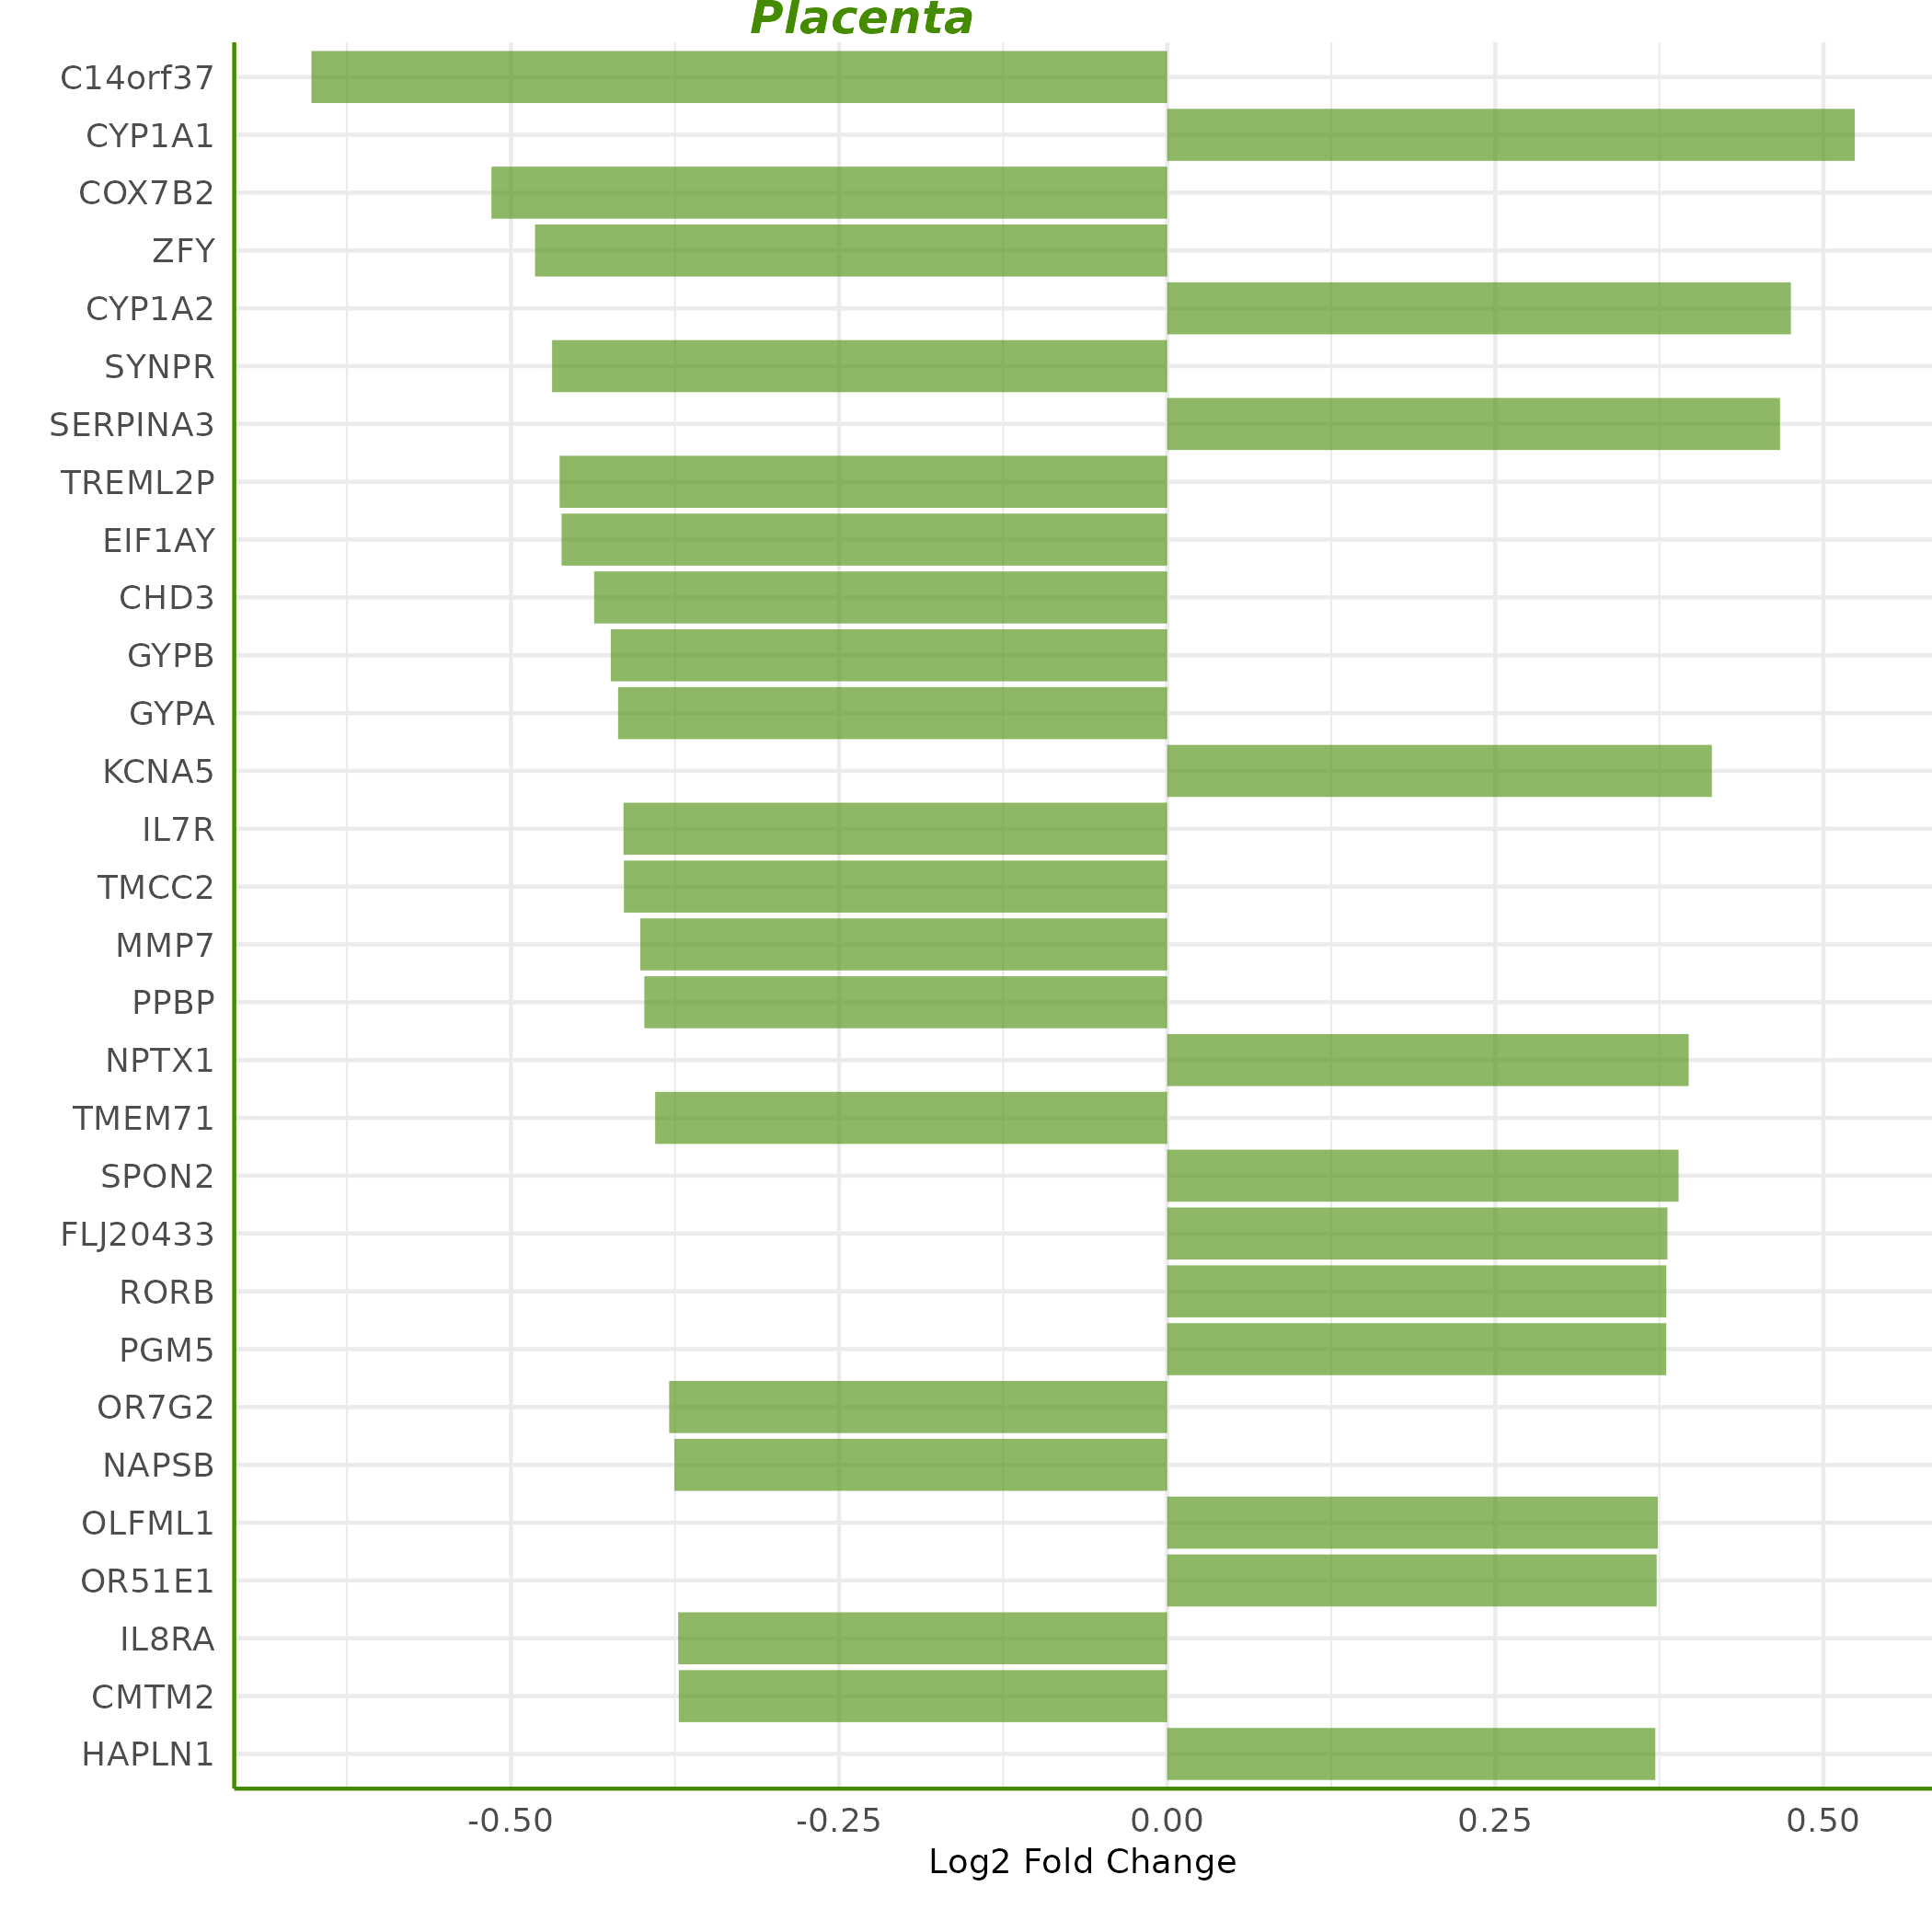 Placenta
C14orf37
CYP1A1
COX7B2
ZFY
CYP1A2
SYNPR
SERPINA3
TREML2P
EIF1AY
CHD3
GYPB
GYPA
KCNA5
IL7R
TMCC2
MMP7
PPBP
NPTX1
TMEM71
SPON2
FLJ20433
RORB
PGM5
OR7G2
NAPSB
OLFML1
OR51E1
IL8RA
CMTM2
HAPLN1
-0.50 -0.25 0.00 0.25 0.50
Log2 Fold Change